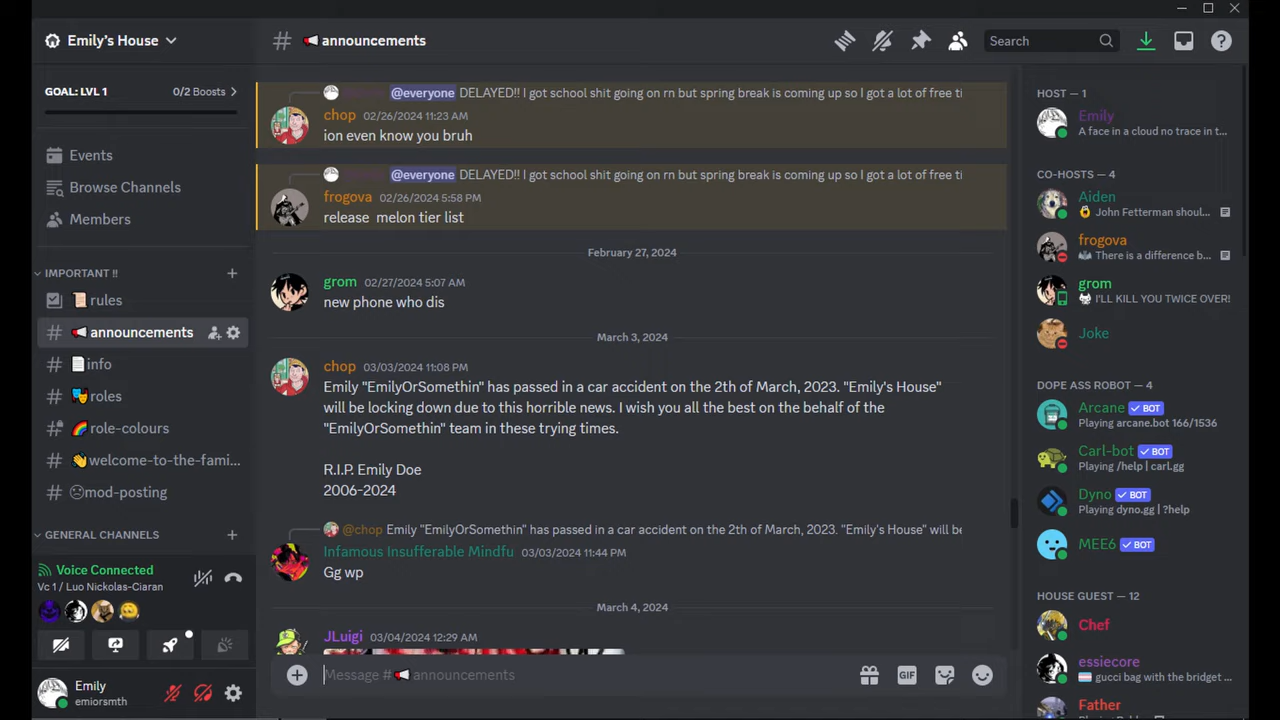 Emily's House
GOAL: LVL 1 0/2 Boosts
Events
Browse Channels
Members
IMPORTANT !!
rules
announcements
info
roles
role-colours
welcome-to-the-fami...
mod-posting
GENERAL CHANNELS
Voice Connected
Vc 1 / Luo Nickolas-Ciaran
Emily
emiorsmth
announcements
Search
@everyone DELAYED!! I got school shit going on rn but spring break is coming up so I got a lot of free ti
chop 02/26/2024 11:23 AM
ion even know you bruh
@everyone DELAYED!! I got school shit going on rn but spring break is coming up so I got a lot of free ti
frogova 02/26/2024 5:58 PM
release melon tier list
February 27, 2024
grom 02/27/2024 5:07 AM
new phone who dis
March 3, 2024
chop 03/03/2024 11:08 PM
Emily "EmilyOrSomethin" has passed in a car accident on the 2th of March, 2023. "Emily's House"
will be locking down due to this horrible news. I wish you all the best on the behalf of the
"EmilyOrSomethin" team in these trying times.
R.I.P. Emily Doe
2006-2024
@chop Emily "EmilyOrSomethin" has passed in a car accident on the 2th of March, 2023. "Emily's House" will be
Infamous Insufferable Mindfu 03/03/2024 11:44 PM
Gg wp
March 4, 2024
JLuigi 03/04/2024 12:29 AM
Message # announcements
GIF
HOST — 1
Emily
A face in a cloud no trace in t...
CO-HOSTS — 4
Aiden
John Fetterman shoul...
frogova
There is a difference b...
grom
I'LL KILL YOU TWICE OVER!
Joke
DOPE ASS ROBOT — 4
Arcane BOT
Playing arcane.bot 166/1536
Carl-bot BOT
Playing /help | carl.gg
Dyno BOT
Playing dyno.gg | ?help
MEE6 BOT
HOUSE GUEST — 12
Chef
essiecore
gucci bag with the bridget ...
Father